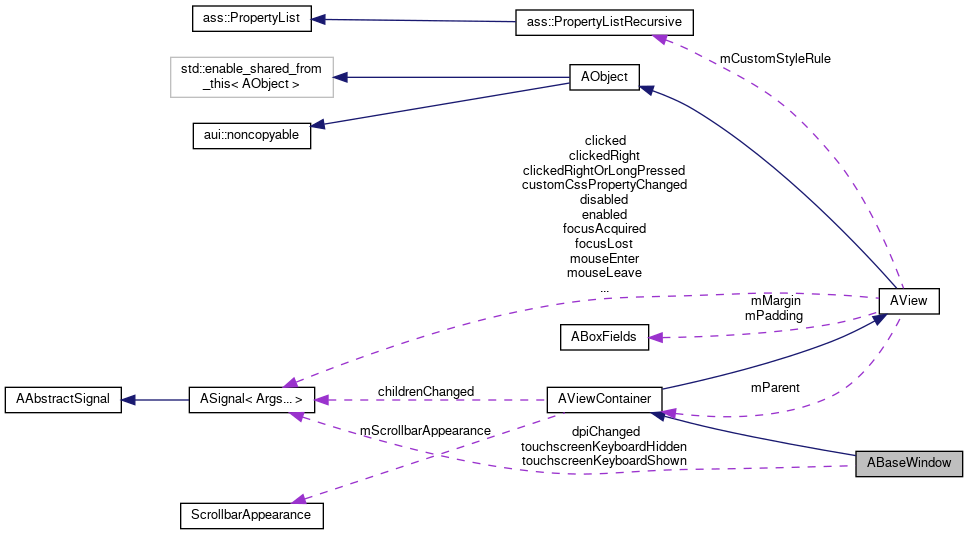 ass::PropertyList
ass::PropertyListRecursive
mCustomStyleRule
std::enable_shared_from
_this< AObject >
AObject
aui::noncopyable
clicked
clickedRight
clickedRightOrLongPressed
customCssPropertyChanged
disabled
enabled
focusAcquired
focusLost
mouseEnter
mouseLeave
...
AView
mMargin
mPadding
ABoxFields
AAbstractSignal
ASignal< Args... >
childrenChanged
AViewContainer
mParent
mScrollbarAppearance
dpiChanged
touchscreenKeyboardHidden
touchscreenKeyboardShown
ABaseWindow
ScrollbarAppearance